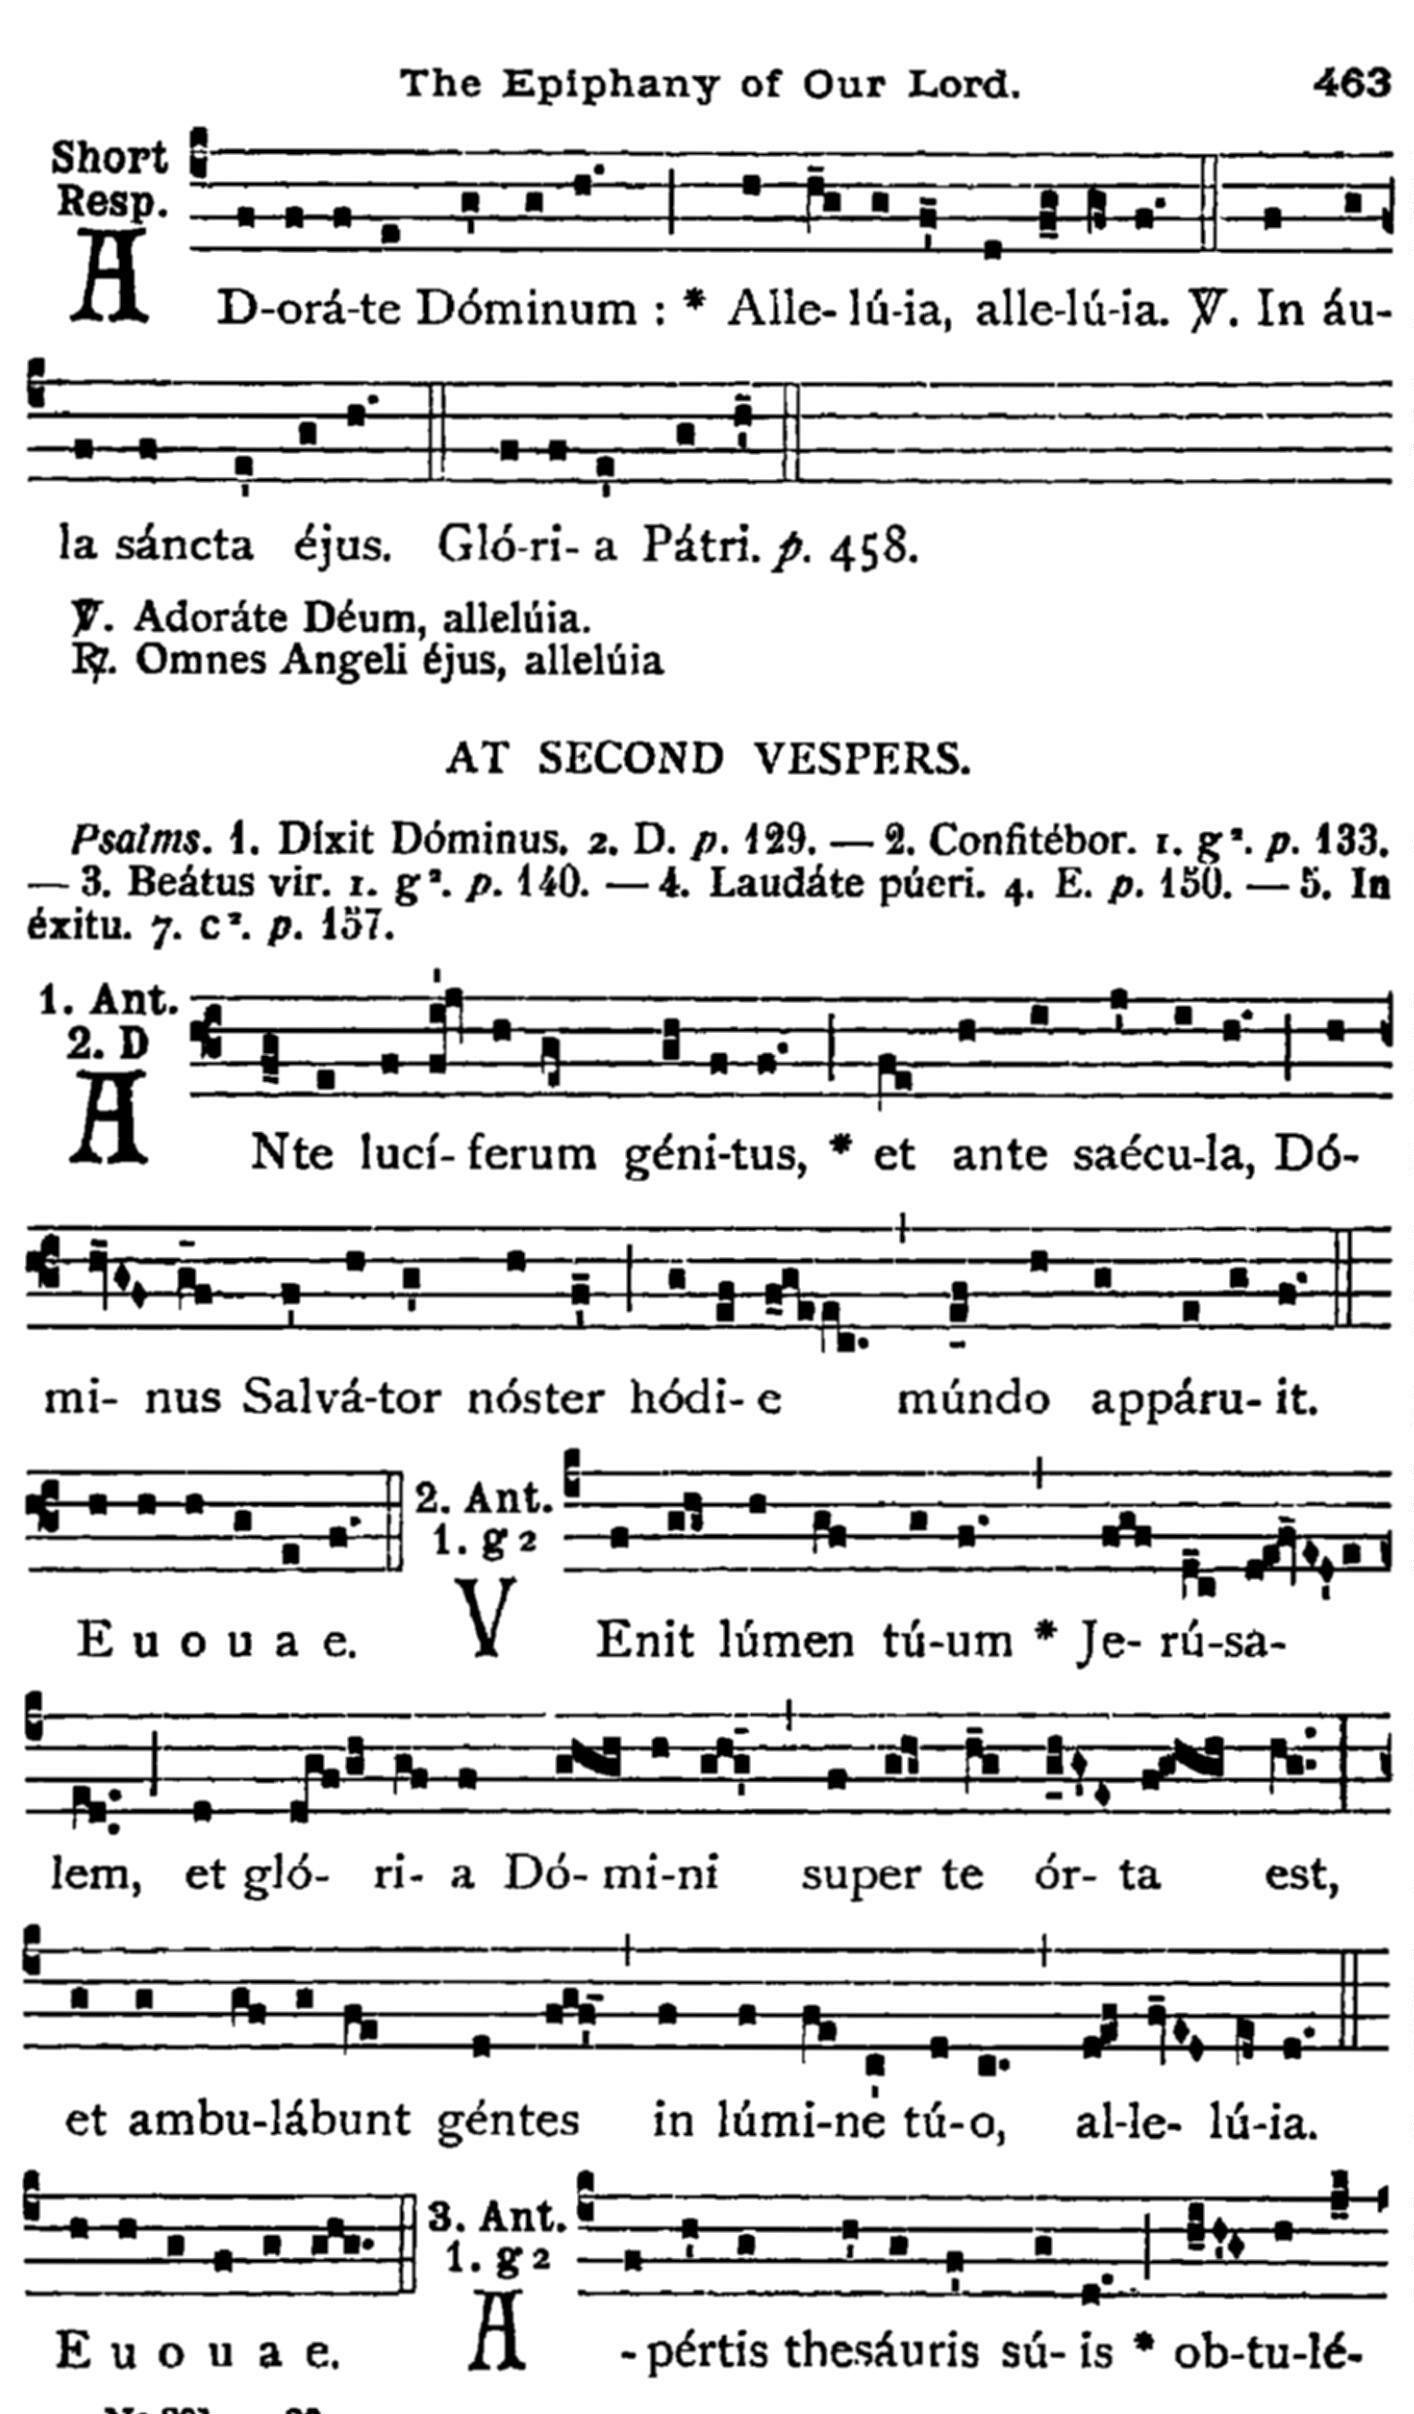 The Epiphany of Our Lord. 463
Short
Resp.
AD-orá-te Dóminum : * Alle- lú-ia, alle-lú-ia. ℣. In áu-
la sáncta éjus. Gló-ri- a Pátri. p. 458.
℣. Adoráte Déum, allelúia.
℟. Omnes Angeli éjus, allelúia
AT SECOND VESPERS.
Psalms. 1. Díxit Dóminus. 2. D. p. 129. — 2. Confitébor. 1. g². p. 133.
— 3. Beátus vir. 1. g². p. 140. — 4. Laudáte púeri. 4. E. p. 150. — 5. In
éxitu. 7. c². p. 157.
1. Ant.
2. D
ANte lucí- ferum géni-tus, * et ante saécu-la, Dó-
mi- nus Salvá-tor nóster hódi- e múndo appáru- it.
2. Ant.
1. g 2
E u o u a e. VEnit lúmen tú-um * Je- rú-sa-
lem, et gló- ri- a Dó- mi-ni super te ór- ta est,
et ambu-lábunt géntes in lúmi-ne tú-o, al-le- lú-ia.
3. Ant.
1. g 2
E u o u a e. A-pértis thesáuris sú- is * ob-tu-lé-